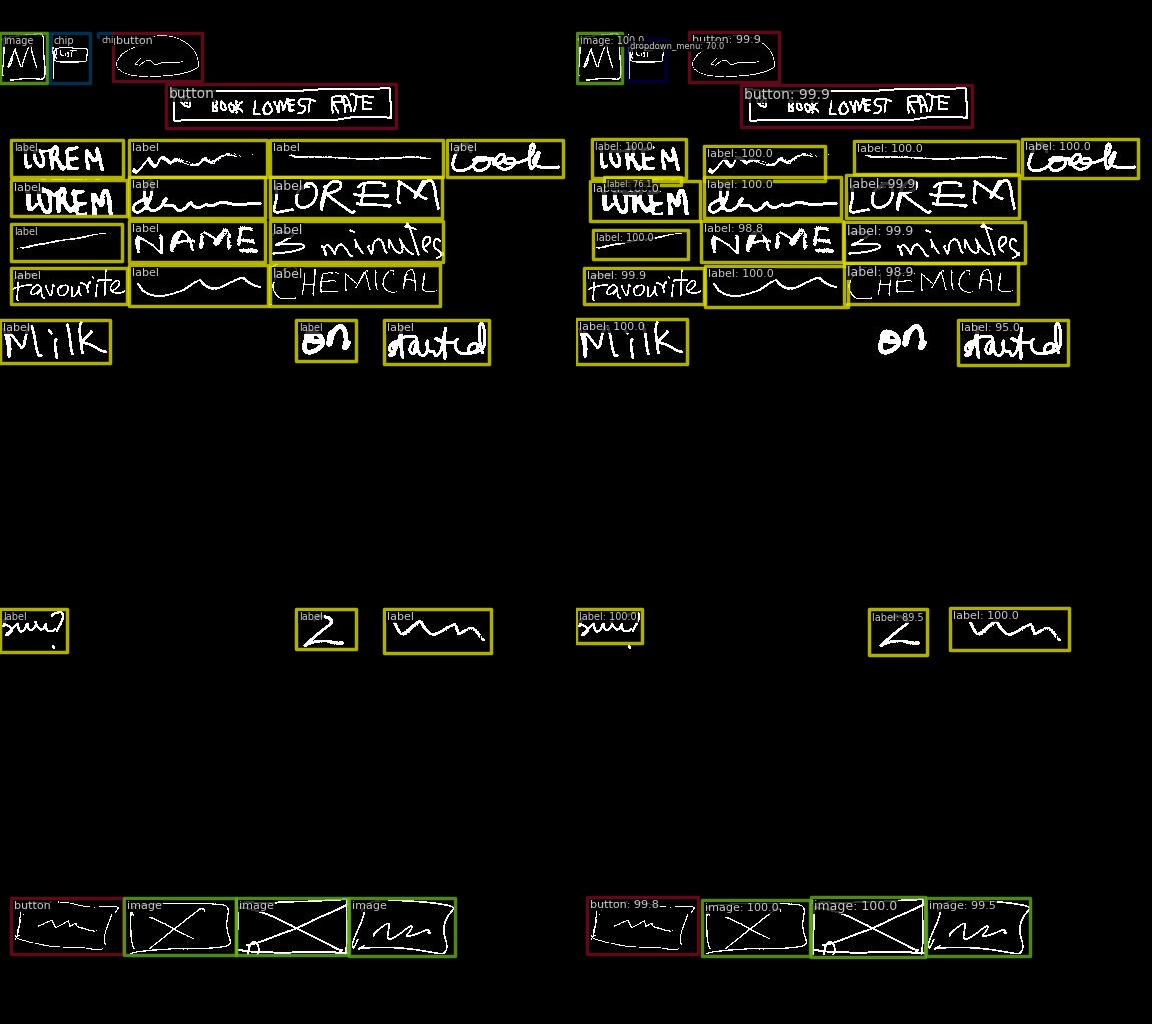 image chip chip button image: 100.0 dropdown_menu: 70.0 button: 99.9
M M
button button: 99.9
BOOK LOWEST RATE BOOK LOWEST RATE
label label label label label: 100.0 label: 100.0 label: 100.0 label: 100.0
LOREM LOREM
label label label label: 76.1 label: 100.0 label: 99.9
LOREM LOREM LOREM LOREM
label label label label: 100.0 label: 98.8 label: 99.9
NAME 5 minutes NAME 5 minutes
label label label label: 99.9 label: 100.0 label: 98.9
Favourite CHEMICAL Favourite CHEMICAL
label label label label: 100.0 label: 95.0
Milk on started Milk on started
label label label label: 100.0 label: 89.5 label: 100.0
2 2
button image image image button: 99.8 image: 100.0 image: 100.0 image: 99.5